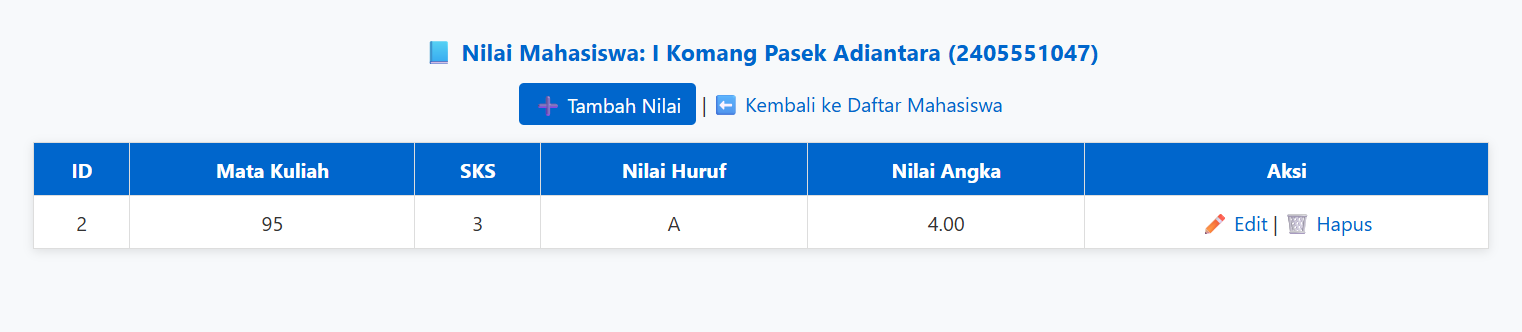 Nilai Mahasiswa: I Komang Pasek Adiantara (2405551047)
Tambah Nilai | Kembali ke Daftar Mahasiswa
ID Mata Kuliah SKS Nilai Huruf Nilai Angka Aksi
2 95 3 A 4.00 Edit | Hapus